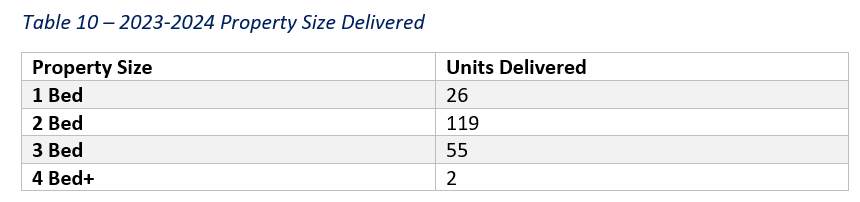 Table 10 – 2023-2024 Property Size Delivered
Property Size Units Delivered
1 Bed 26
2 Bed 119
3 Bed 55
4 Bed+ 2